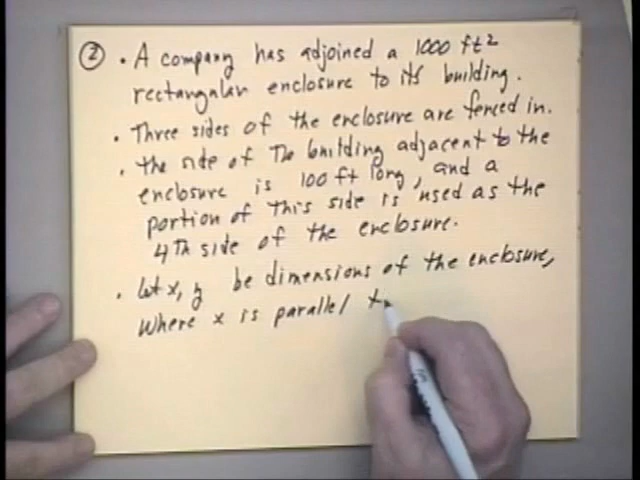 ② • A company has adjoined a 1000 ft²
rectangular enclosure to its building.
• Three sides of the enclosure are fenced in.
• The side of The building adjacent to the
enclosure is 100 ft long, and a
portion of this side is used as the
4Th side of the enclosure.
• let x, y be dimensions of the enclosure,
where x is parallel t